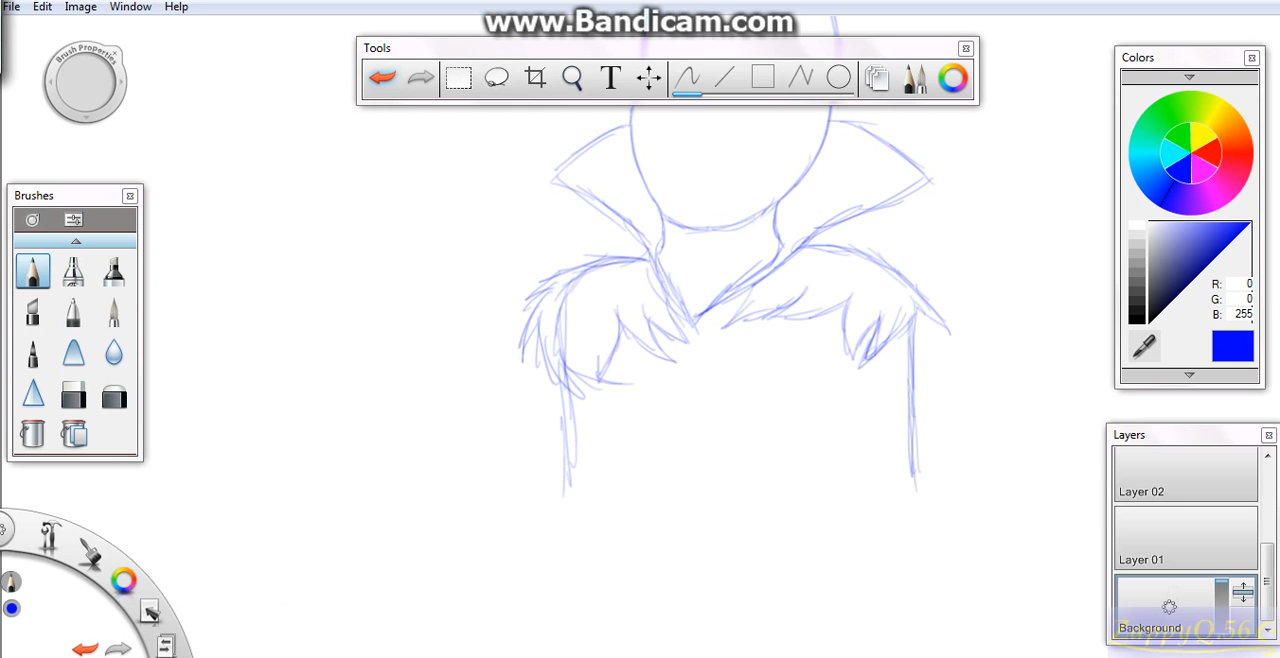 File Edit Image Window Help
www.Bandicam.com
Tools
T
Colors
Brush Properties
Brushes
R: 0
G: 0
B: 255
Layers
Layer 02
Layer 01
Background